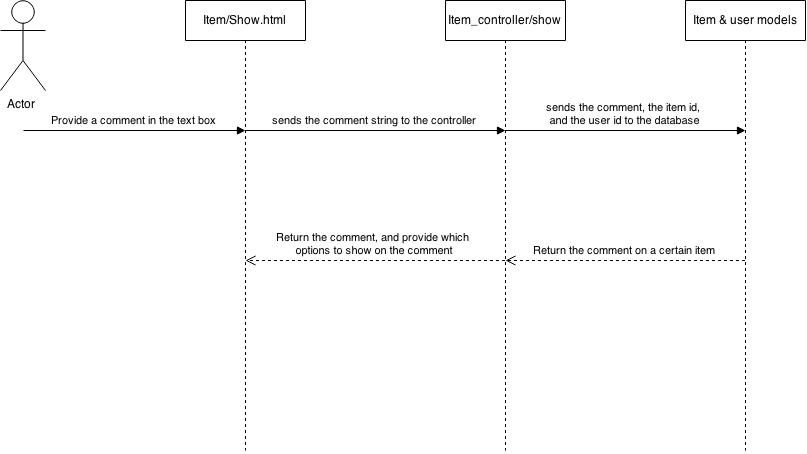 Item/Show.html
Item_controller/show
Item & user models
Actor
Provide a comment in the text box
sends the comment string to the controller
sends the comment, the item id,
and the user id to the database
Return the comment, and provide which
options to show on the comment
Return the comment on a certain item